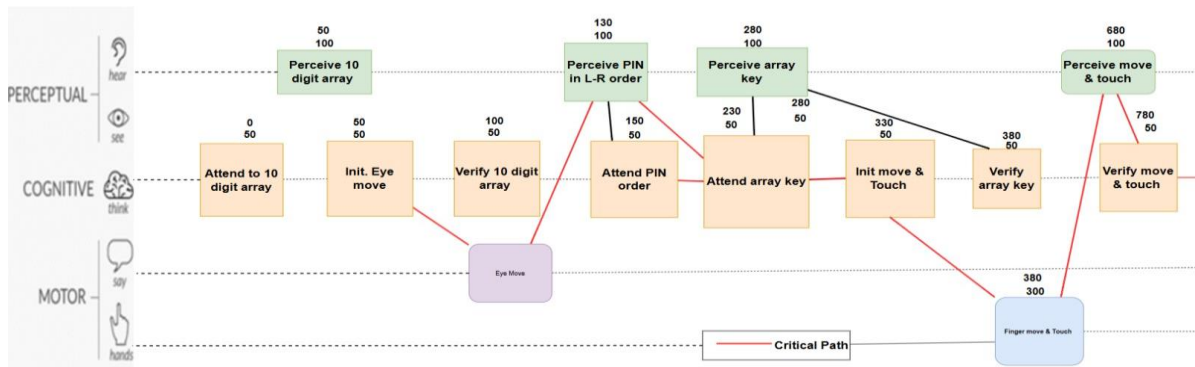 50
100
Perceive 10
digit array
130
100
Perceive PIN
in L-R order
280
100
Perceive array
key
680
100
Perceive move
& touch
hear
PERCEPTUAL
see
0
50
Attend to 10
digit array
50
50
Init. Eye
move
100
50
Verify 10 digit
array
150
50
Attend PIN
order
230
50
280
50
Attend array key
330
50
Init move &
Touch
380
50
Verify
array key
780
50
Verify move
& touch
COGNITIVE
think
Eye Move
say
MOTOR
hands
380
300
Finger move & Touch
Critical Path